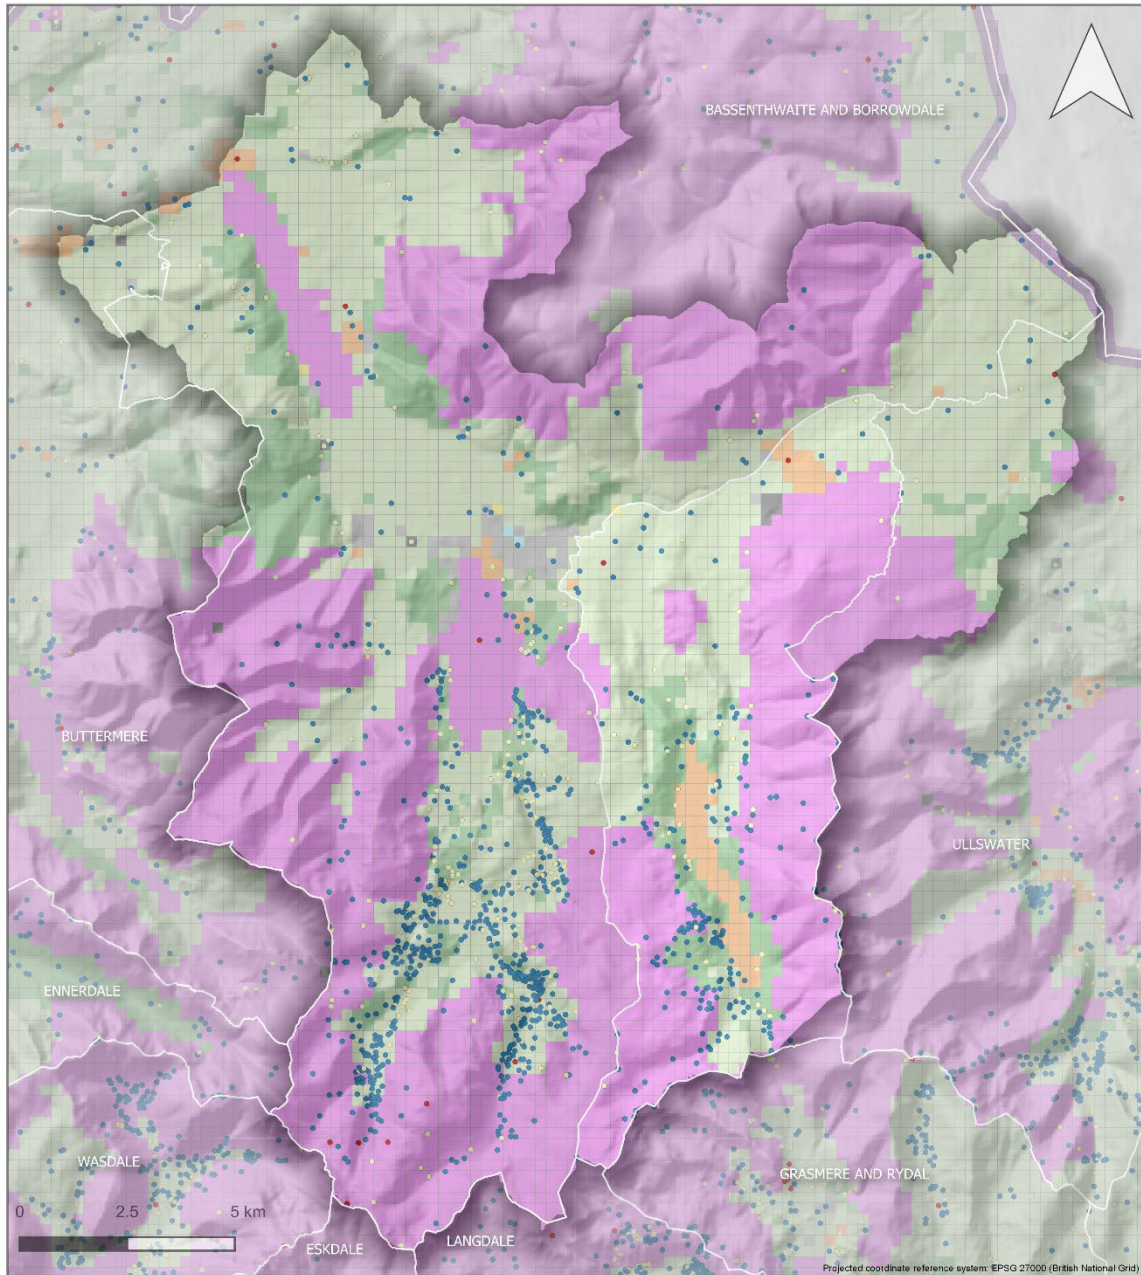 BASSENTHWAITE AND BORROWDALE
BUTTERMERE
ULLSWATER
ENNERDALE
WASDALE
GRASMERE AND RYDAL
0 2.5 5 km
ESKDALE
LANGDALE
Projected coordinate reference system: EPSG 27000 (British National Grid)